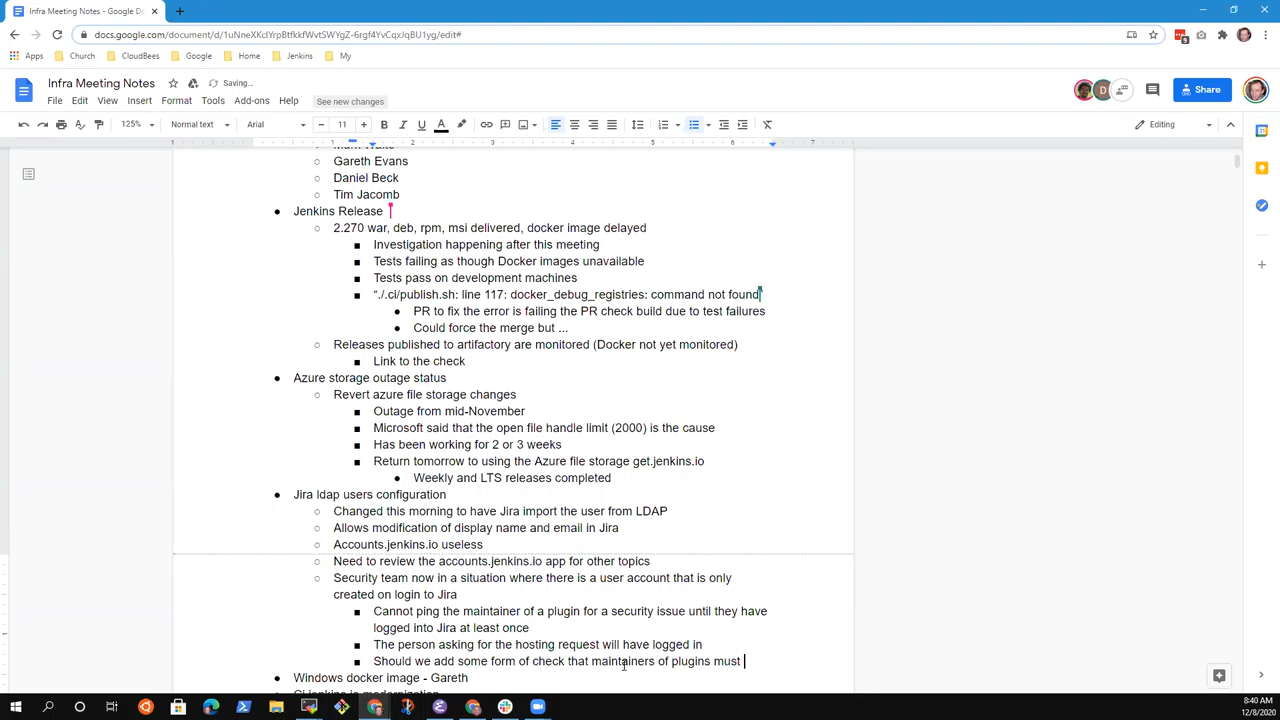 Infra Meeting Notes - Google Do
docs.google.com/document/d/
/edit#
Apps Church CloudBees Google Home Jenkins My
Infra Meeting Notes Saving...
File Edit View Insert Format Tools Add-ons Help See new changes
Share
125% Normal text Arial 11 Editing
1 1 2 3 4 5 6 7
Gareth Evans
Daniel Beck
Tim Jacomb
Jenkins Release
2.270 war, deb, rpm, msi delivered, docker image delayed
Investigation happening after this meeting
Tests failing as though Docker images unavailable
Tests pass on development machines
"./.ci/publish.sh: line 117: docker_debug_registries: command not found"
PR to fix the error is failing the PR check build due to test failures
Could force the merge but ...
Releases published to artifactory are monitored (Docker not yet monitored)
Link to the check
Azure storage outage status
Revert azure file storage changes
Outage from mid-November
Microsoft said that the open file handle limit (2000) is the cause
Has been working for 2 or 3 weeks
Return tomorrow to using the Azure file storage get.jenkins.io
Weekly and LTS releases completed
Jira ldap users configuration
Changed this morning to have Jira import the user from LDAP
Allows modification of display name and email in Jira
Accounts.jenkins.io useless
Need to review the accounts.jenkins.io app for other topics
Security team now in a situation where there is a user account that is only
created on login to Jira
Cannot ping the maintainer of a plugin for a security issue until they have
logged into Jira at least once
The person asking for the hosting request will have logged in
Should we add some form of check that maintainers of plugins must
Windows docker image - Gareth
Ci.jenkins.io modernization
8:40 AM
12/8/2020